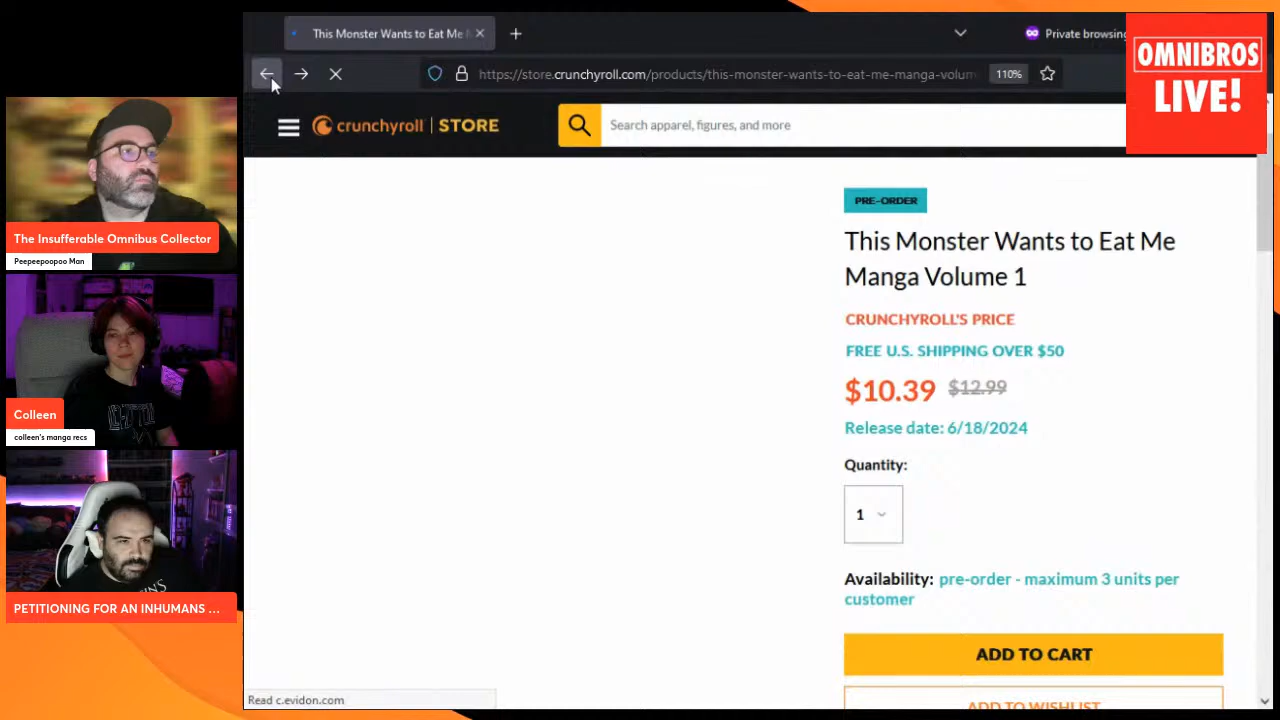 This Monster Wants to Eat Me
Private browsing
https://store.crunchyroll.com/products/this-monster-wants-to-eat-me-manga-volum
110%
OMNIBROS
LIVE!
crunchyroll | STORE
Search apparel, figures, and more
The Insufferable Omnibus Collector
Peepeepoopoo Man
Colleen
colleen's manga recs
PETITIONING FOR AN INHUMANS ...
PRE-ORDER
This Monster Wants to Eat Me
Manga Volume 1
CRUNCHYROLL'S PRICE
FREE U.S. SHIPPING OVER $50
$10.39 $12.99
Release date: 6/18/2024
Quantity:
1
Availability: pre-order - maximum 3 units per
customer
ADD TO CART
ADD TO WISHLIST
Read c.evidon.com